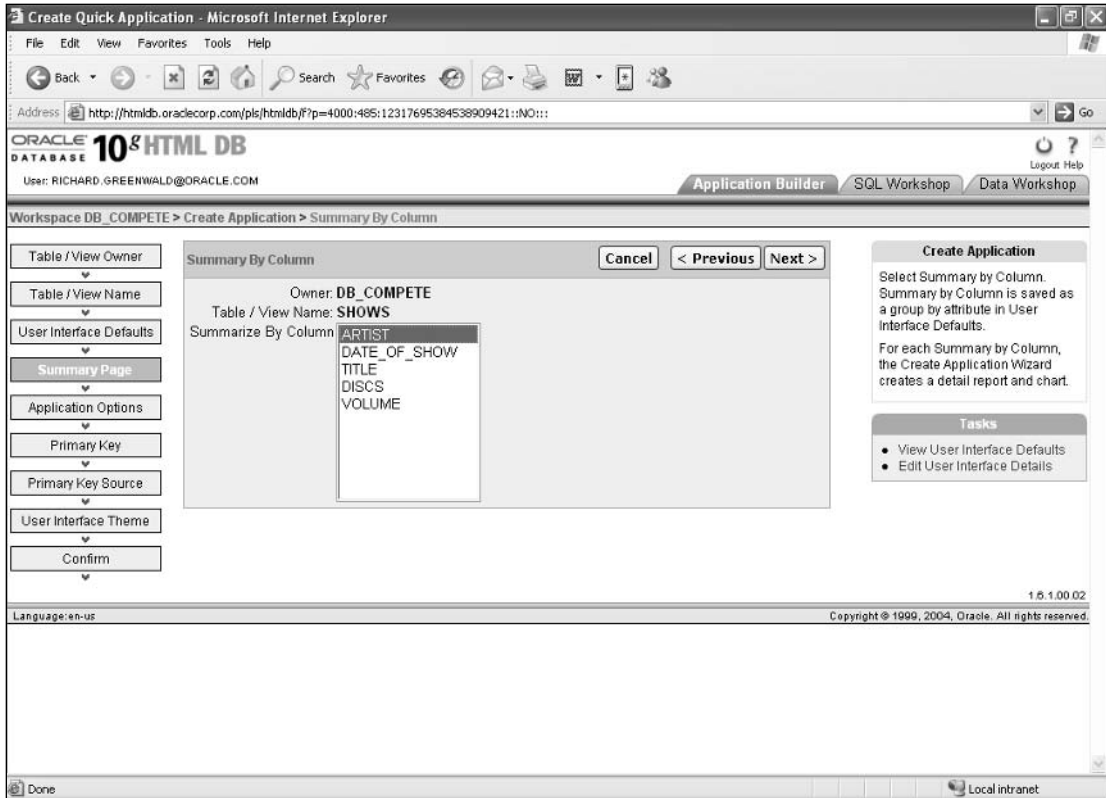 Create Quick Application - Microsoft Internet Explorer
File Edit View Favorites Tools Help
Back Search Favorites
Address http://htmldb.oraclecorp.com/pls/htmldb/f?p=4000:485:12317695384538909421::NO::: Go
ORACLE DATABASE 10g HTML DB
Logout Help
User: RICHARD.GREENWALD@ORACLE.COM
Application Builder SQL Workshop Data Workshop
Workspace DB_COMPETE > Create Application > Summary By Column
Table / View Owner
Table / View Name
User Interface Defaults
Summary Page
Application Options
Primary Key
Primary Key Source
User Interface Theme
Confirm
Summary By Column
Cancel < Previous Next >
Owner: DB_COMPETE
Table / View Name: SHOWS
Summarize By Column
ARTIST
DATE_OF_SHOW
TITLE
DISCS
VOLUME
Create Application
Select Summary by Column.
Summary by Column is saved as
a group by attribute in User
Interface Defaults.
For each Summary by Column,
the Create Application Wizard
creates a detail report and chart.
Tasks
View User Interface Defaults
Edit User Interface Details
1.6.1.00.02
Language:en-us
Copyright © 1999, 2004, Oracle. All rights reserved.
Done
Local intranet